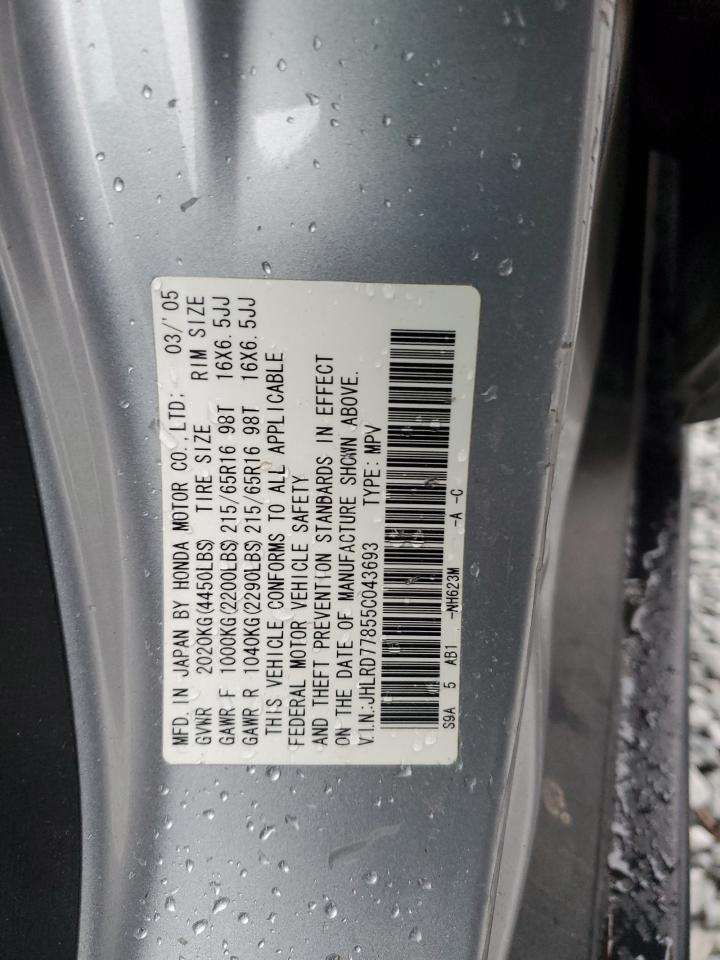 MFD. IN JAPAN BY HONDA MOTOR CO.,LTD; 03/'05
GVWR 2020KG(4450LBS) TIRE SIZE RIM SIZE
GAWR F 1000KG(2200LBS) 215/65R16 98T 16X6.5JJ
GAWR R 1040KG(2290LBS) 215/65R16 98T 16X6.5JJ
THIS VEHICLE CONFORMS TO ALL APPLICABLE
FEDERAL MOTOR VEHICLE SAFETY
AND THEFT PREVENTION STANDARDS IN EFFECT
ON THE DATE OF MANUFACTURE SHOWN ABOVE.
V.I.N.:JHLRD77855C043693 TYPE: MPV
S9A 5 AB1 -NH623M -A -C